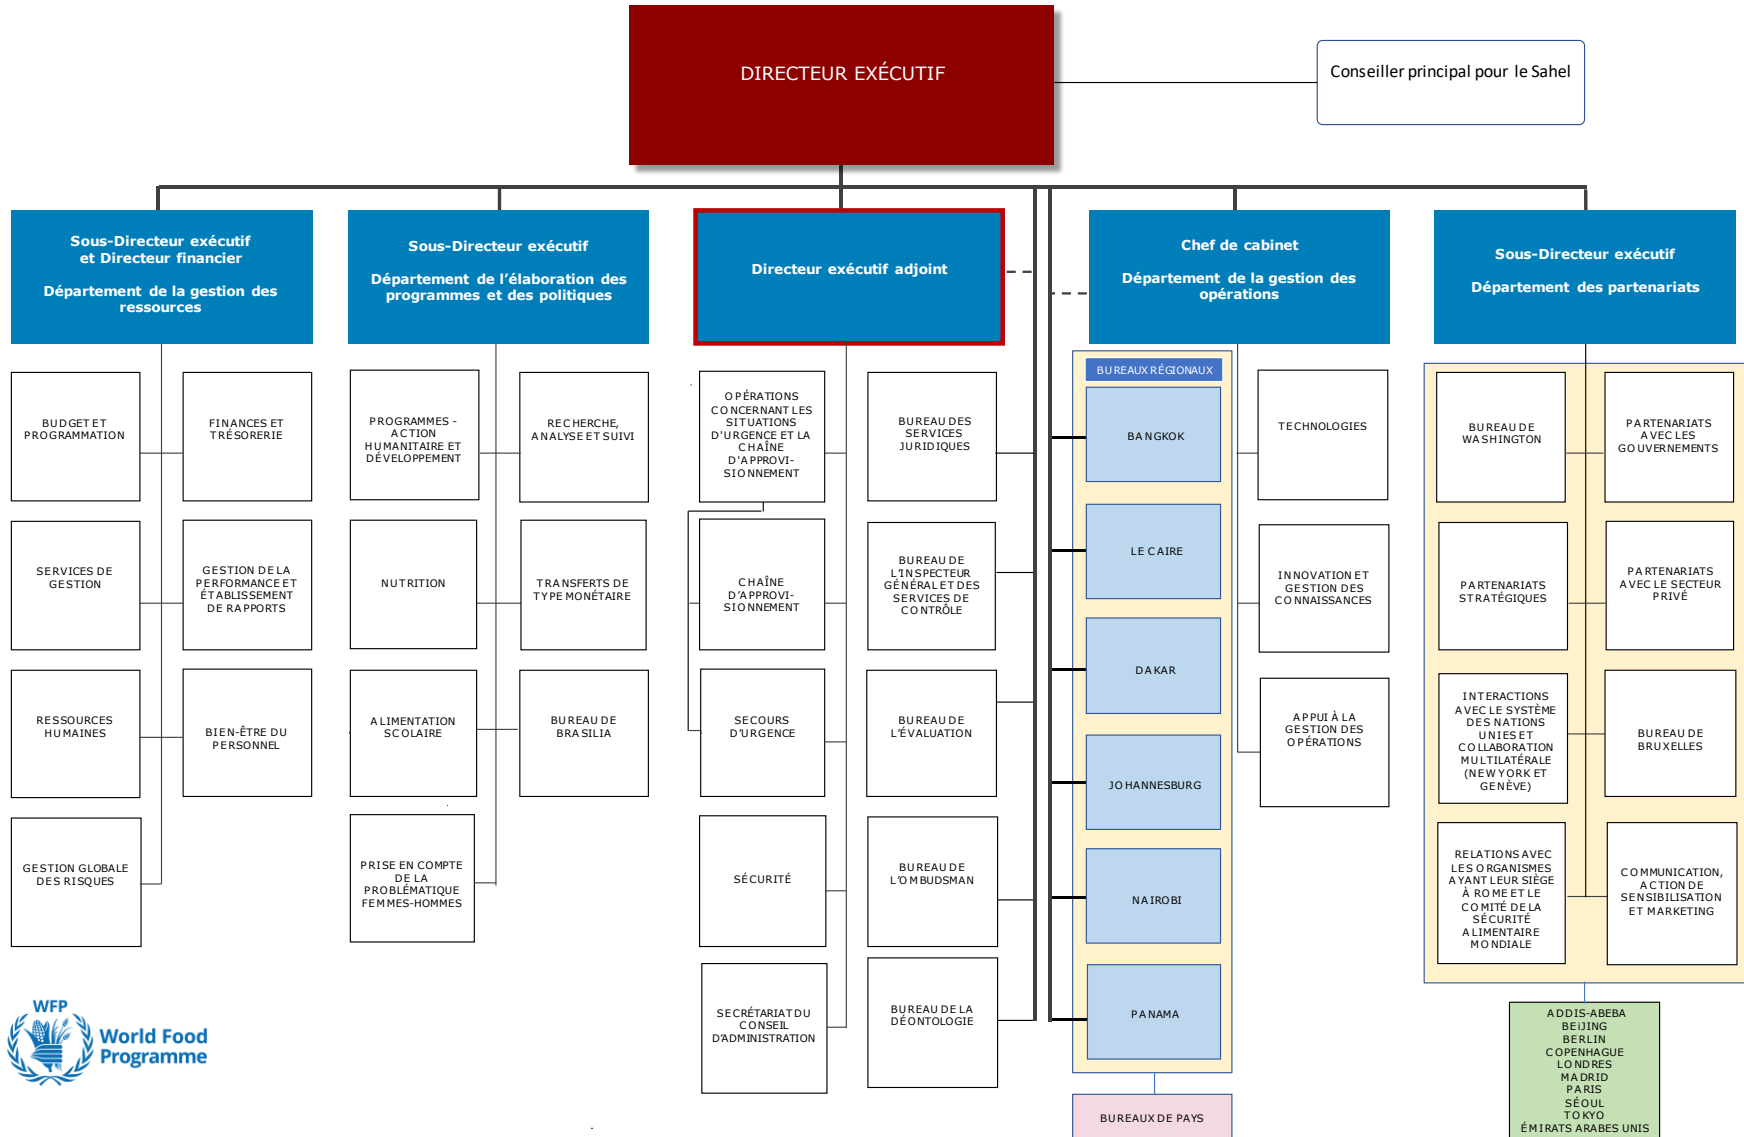 DIRECTEUR EXÉCUTIF
Conseiller principal pour le Sahel
Sous-Directeur exécutif
et Directeur financier
Département de la gestion des
ressources
Sous-Directeur exécutif
Département de l'élaboration des
programmes et des politiques
Directeur exécutif adjoint
Chef de cabinet
Département de la gestion des
opérations
Sous-Directeur exécutif
Département des partenariats
BUDGET ET
PROGRAMMATION
FINANCES ET
TRÉSORERIE
SERVICES DE
GESTION
GESTION DE LA
PERFORMANCE ET
ÉTABLISSEMENT
DE RAPPORTS
RESSOURCES
HUMAINES
BIEN-ÊTRE DU
PERSONNEL
GESTION GLOBALE
DES RISQUES
PROGRAMMES -
ACTION
HUMANITAIRE ET
DÉVELOPPEMENT
RECHERCHE,
ANALYSE ET SUIVI
NUTRITION
TRANSFERTS DE
TYPE MONÉTAIRE
ALIMENTATION
SCOLAIRE
BUREAU DE
BRASILIA
PRISE EN COMPTE
DE LA
PROBLÉMATIQUE
FEMMES-HOMMES
OPÉRATIONS
CONCERNANT LES
SITUATIONS
D'URGENCE ET LA
CHAÎNE
D'APPROVI-
SIONNEMENT
BUREAU DES
SERVICES
JURIDIQUES
CHAÎNE
D'APPROVI-
SIONNEMENT
BUREAU DE
L'INSPECTEUR
GÉNÉRAL ET DES
SERVICES DE
CONTRÔLE
SECOURS
D'URGENCE
BUREAU DE
L'ÉVALUATION
SÉCURITÉ
BUREAU DE
L'OMBUDSMAN
SECRÉTARIAT DU
CONSEIL
D'ADMINISTRATION
BUREAU DE LA
DÉONTOLOGIE
BUREAUX RÉGIONAUX
BANGKOK
LE CAIRE
DAKAR
JOHANNESBURG
NAIROBI
PANAMA
BUREAUX DE PAYS
TECHNOLOGIES
INNOVATION ET
GESTION DES
CONNAISSANCES
APPUI À LA
GESTION DES
OPÉRATIONS
BUREAU DE
WASHINGTON
PARTENARIATS
AVEC LES
GOUVERNEMENTS
PARTENARIATS
STRATÉGIQUES
PARTENARIATS
AVEC LE SECTEUR
PRIVÉ
INTERACTIONS
AVEC LE SYSTÈME
DES NATIONS
UNIES ET
COLLABORATION
MULTILATÉRALE
(NEW YORK ET
GENÈVE)
BUREAU DE
BRUXELLES
RELATIONS AVEC
LES ORGANISMES
AYANT LEUR SIÈGE
À ROME ET LE
COMITÉ DE LA
SÉCURITÉ
ALIMENTAIRE
MONDIALE
COMMUNICATION,
ACTION DE
SENSIBILISATION
ET MARKETING
ADDIS-ABEBA
BEIJING
BERLIN
COPENHAGUE
LONDRES
MADRID
PARIS
SÉOUL
TOKYO
ÉMIRATS ARABES UNIS
WFP
World Food
Programme